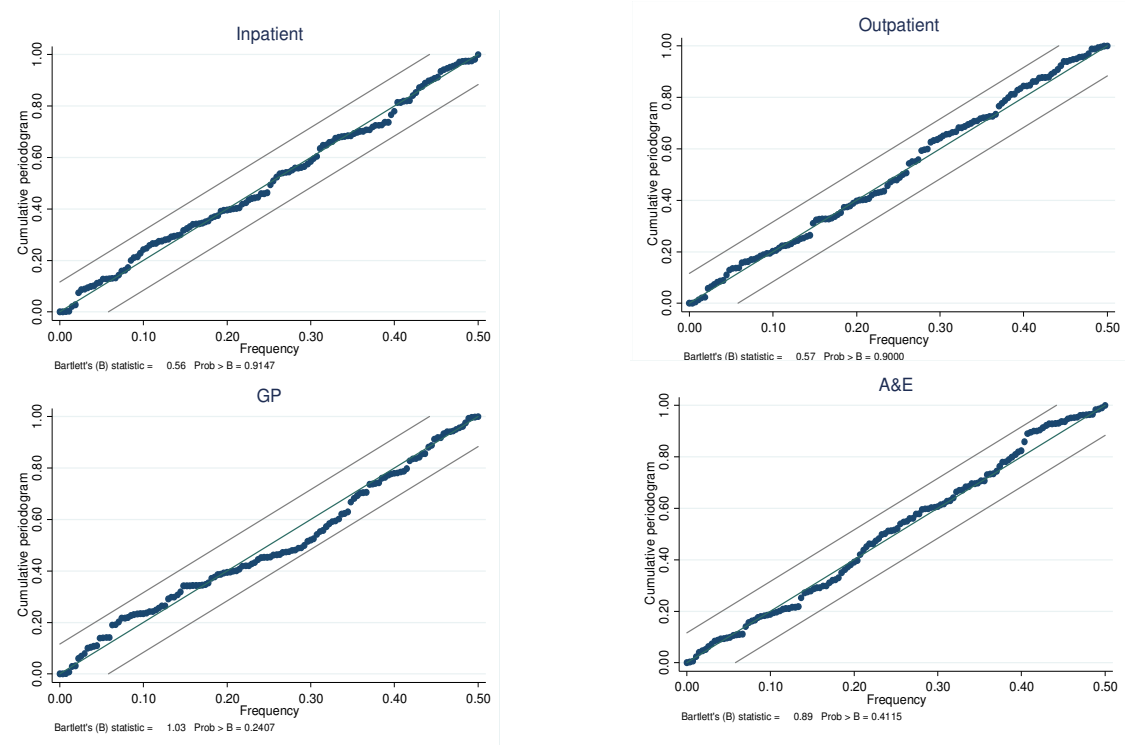 Inpatient
Cumulative periodogram
0.00 0.20 0.40 0.60 0.80 1.00
0.00 0.10 0.20 0.30 0.40 0.50
Frequency
Bartlett's (B) statistic = 0.56 Prob > B = 0.9147
Outpatient
Cumulative periodogram
0.00 0.20 0.40 0.60 0.80 1.00
0.00 0.10 0.20 0.30 0.40 0.50
Frequency
Bartlett's (B) statistic = 0.57 Prob > B = 0.9000
GP
Cumulative periodogram
0.00 0.20 0.40 0.60 0.80 1.00
0.00 0.10 0.20 0.30 0.40 0.50
Frequency
Bartlett's (B) statistic = 1.03 Prob > B = 0.2407
A&E
Cumulative periodogram
0.00 0.20 0.40 0.60 0.80 1.00
0.00 0.10 0.20 0.30 0.40 0.50
Frequency
Bartlett's (B) statistic = 0.89 Prob > B = 0.4115